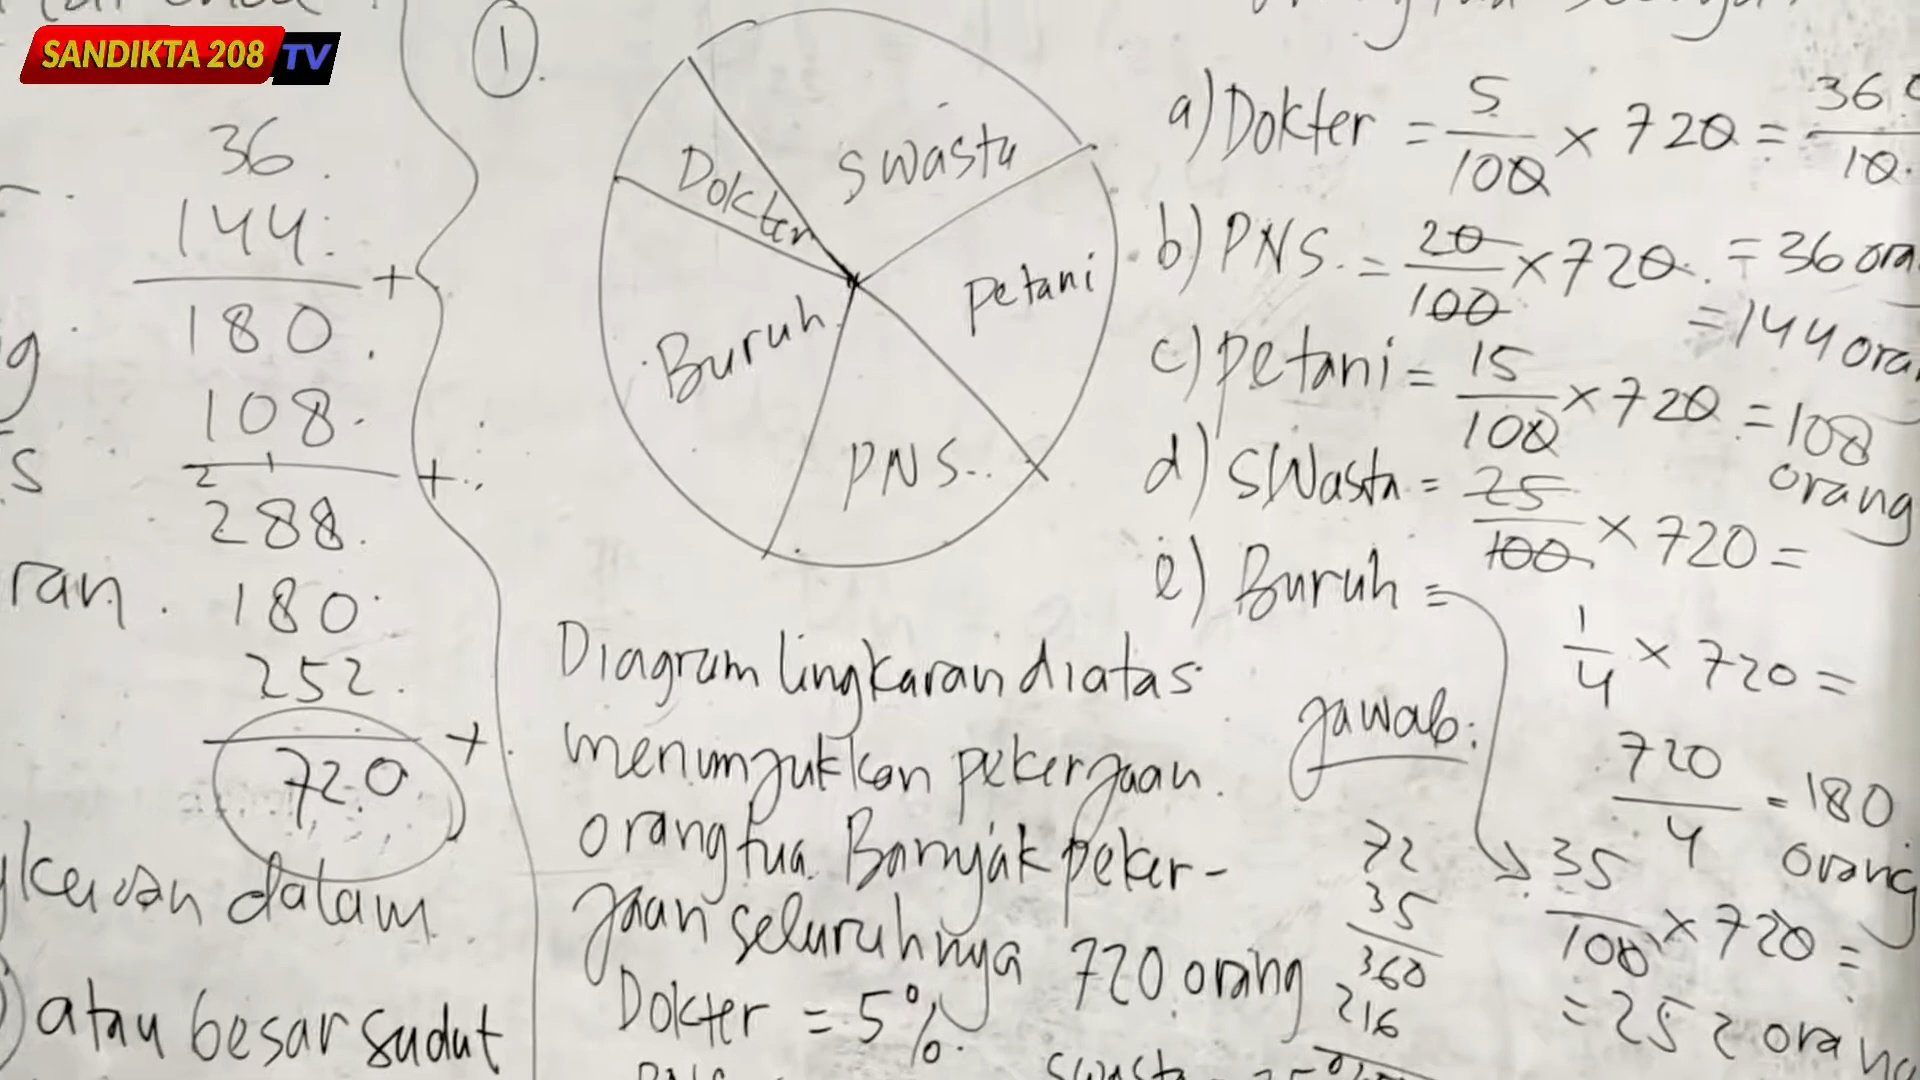 SANDIKTA 208 TV
36
144
+
180
108
+
288
180
252
+
720
ran.
dalam
atau besar sudut
1
Swasta
Dokter
Petani
Buruh
PNS
Diagram lingkaran diatas
menunjukkan pekerjaan
orang tua. Banyak peker-
jaan seluruhnya 720 orang
Dokter = 5%
a) Dokter = 5/100 × 720 =
b) PNS. = 20/100 × 720 = 36
= 144
c) Petani = 15/100 × 720 = 108 orang
d) SWasta = 25/100 × 720 =
1/4 × 720 =
720/4 = 180 orang
e) Buruh =
35/100 × 720 =
= 252
Jawab:
72
35
360
216